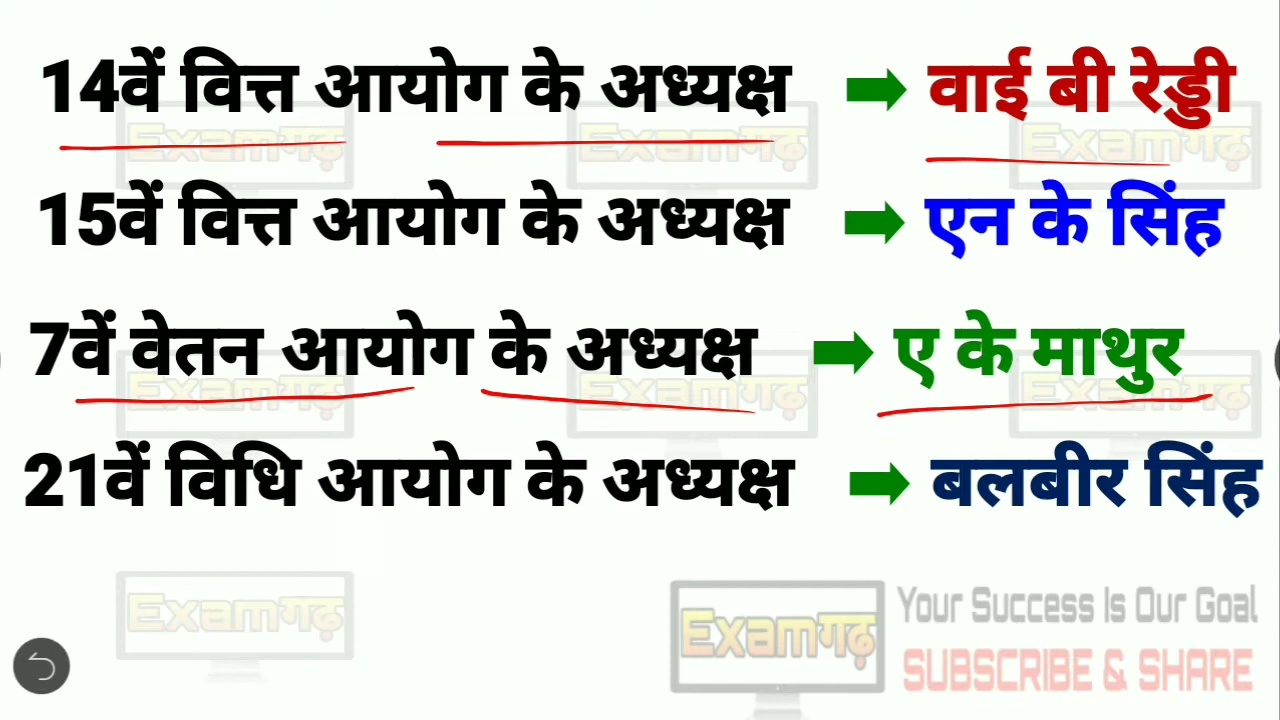 14वें वित्त आयोग के अध्यक्ष ➡ वाई बी रेड्डी
15वें वित्त आयोग के अध्यक्ष ➡ एन के सिंह
7वें वेतन आयोग के अध्यक्ष ➡ ए के माथुर
21वें विधि आयोग के अध्यक्ष ➡ बलबीर सिंह
Examगढ़
Your Success Is Our Goal
SUBSCRIBE & SHARE